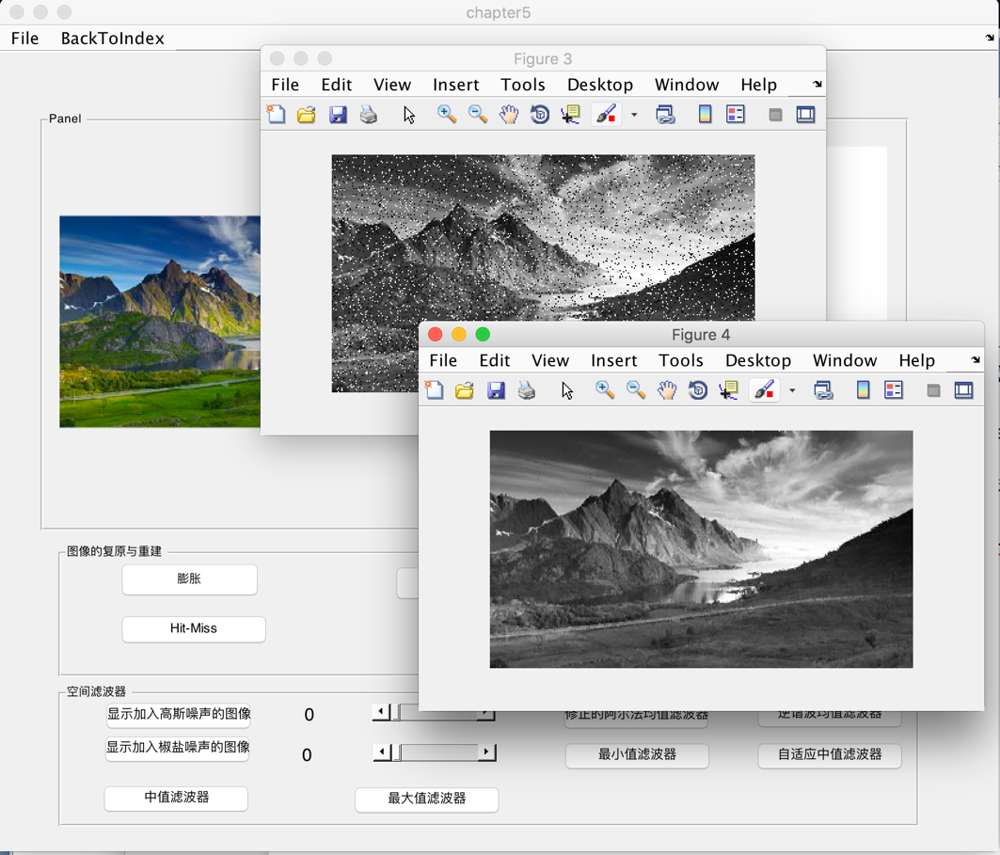 chapter5
File BackToIndex
Figure 3
File Edit View Insert Tools Desktop Window Help
Panel
Figure 4
File Edit View Insert Tools Desktop Window Help
图像的复原与重建
膨胀
Hit-Miss
空间滤波器
显示加入高斯噪声的图像
0
修正的阿尔法均值滤波器
逆谐波均值滤波器
显示加入椒盐噪声的图像
0
最小值滤波器
自适应中值滤波器
中值滤波器
最大值滤波器